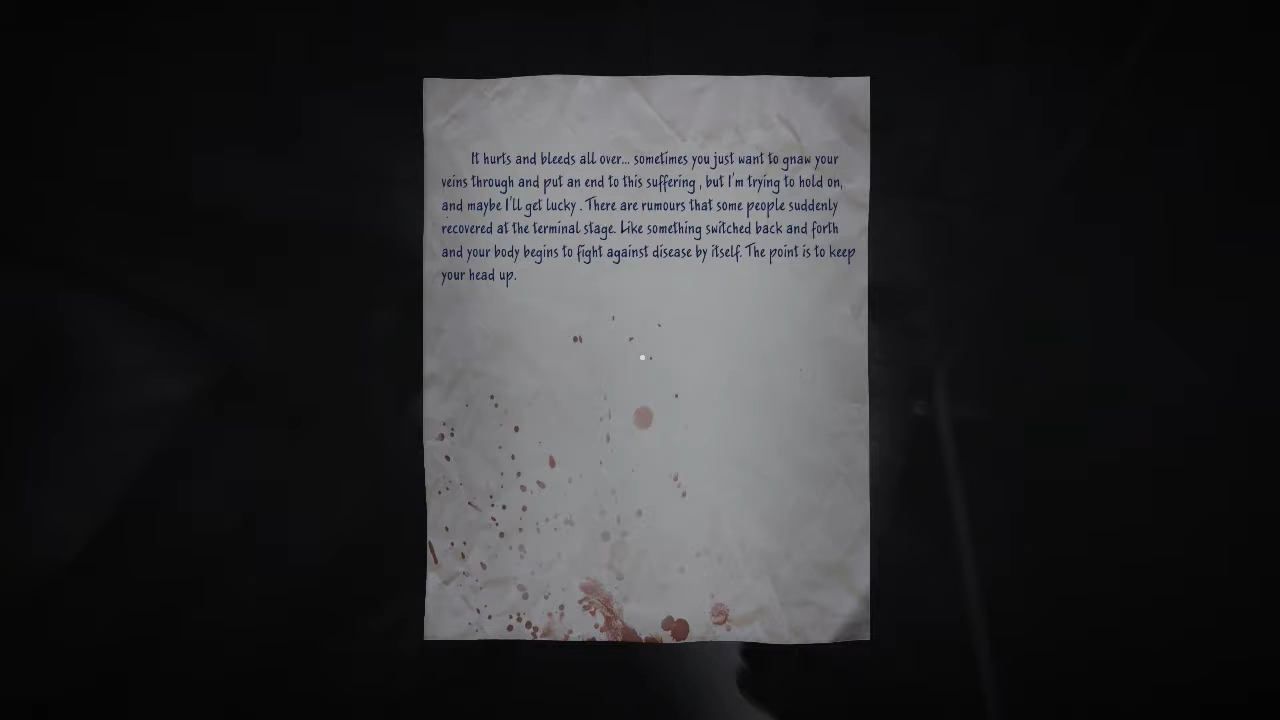 It hurts and bleeds all over... sometimes you just want to gnaw your
veins through and put an end to this suffering , but I'm trying to hold on,
and maybe I'll get lucky . There are rumours that some people suddenly
recovered at the terminal stage. Like something switched back and forth
and your body begins to fight against disease by itself. The point is to keep
your head up.